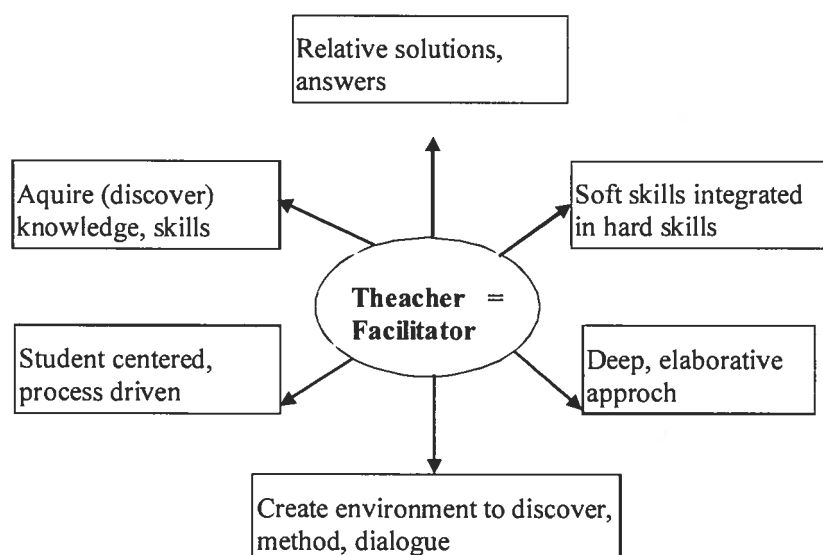 Relative solutions,
answers
Aquire (discover)
knowledge, skills
Soft skills integrated
in hard skills
Theacher =
Facilitator
Student centered,
process driven
Deep, elaborative
approch
Create environment to discover,
method, dialogue